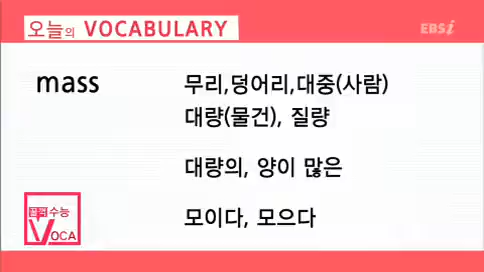 오늘의 VOCABULARY
EBSi
mass
무리,덩어리,대중(사람)
대량(물건), 질량
대량의, 양이 많은
모이다, 모으다
수능
VOCA